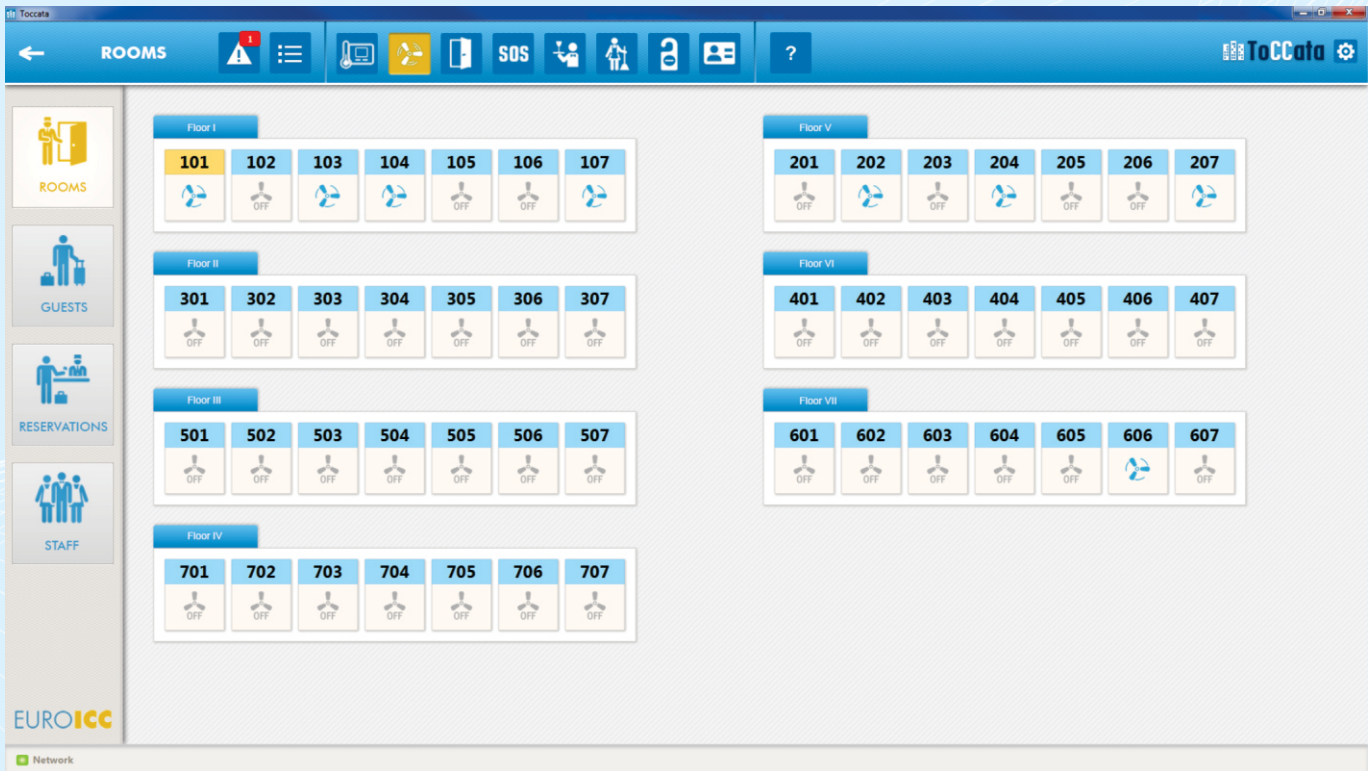 Toccata
ROOMS
1
SOS
?
ToCCata
ROOMS
GUESTS
RESERVATIONS
STAFF
EUROICC
Floor I
101 102 103 104 105 106 107
OFF OFF OFF
Floor II
301 302 303 304 305 306 307
OFF OFF OFF OFF OFF OFF OFF
Floor III
501 502 503 504 505 506 507
OFF OFF OFF OFF OFF OFF OFF
Floor IV
701 702 703 704 705 706 707
OFF OFF OFF OFF OFF OFF OFF
Floor V
201 202 203 204 205 206 207
OFF OFF OFF OFF
Floor VI
401 402 403 404 405 406 407
OFF OFF OFF OFF OFF OFF OFF
Floor VII
601 602 603 604 605 606 607
OFF OFF OFF OFF OFF OFF
Network